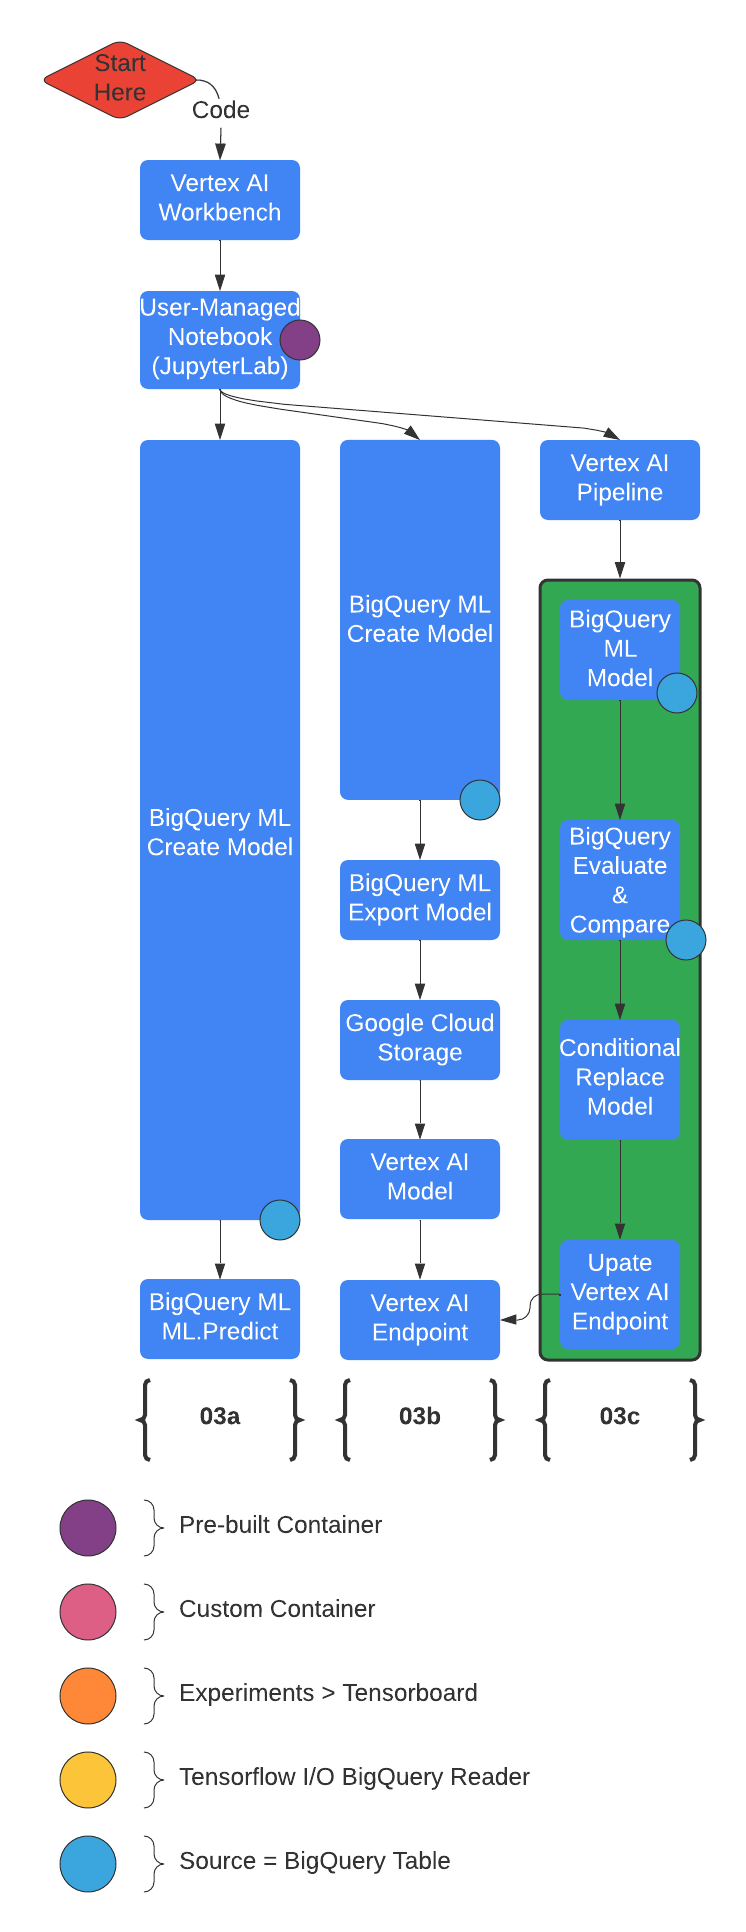 Start
Here
Code
Vertex AI
Workbench
User-Managed
Notebook
(JupyterLab)
BigQuery ML
Create Model
BigQuery ML
ML.Predict
BigQuery ML
Create Model
BigQuery ML
Export Model
Google Cloud
Storage
Vertex AI
Model
Vertex AI
Endpoint
Vertex AI
Pipeline
BigQuery
ML
Model
BigQuery
Evaluate
&
Compare
Conditional
Replace
Model
Upate
Vertex AI
Endpoint
03a
03b
03c
Pre-built Container
Custom Container
Experiments > Tensorboard
Tensorflow I/O BigQuery Reader
Source = BigQuery Table